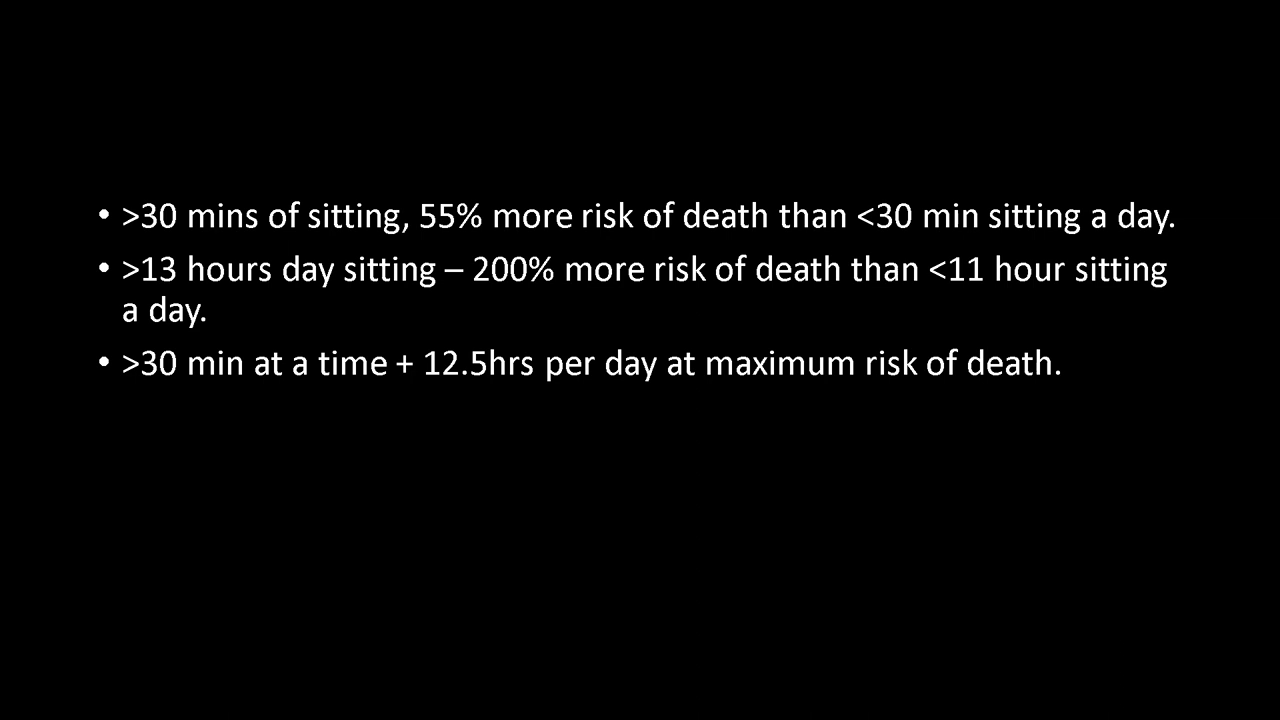 • >30 mins of sitting, 55% more risk of death than <30 min sitting a day.
• >13 hours day sitting – 200% more risk of death than <11 hour sitting
a day.
• >30 min at a time + 12.5hrs per day at maximum risk of death.